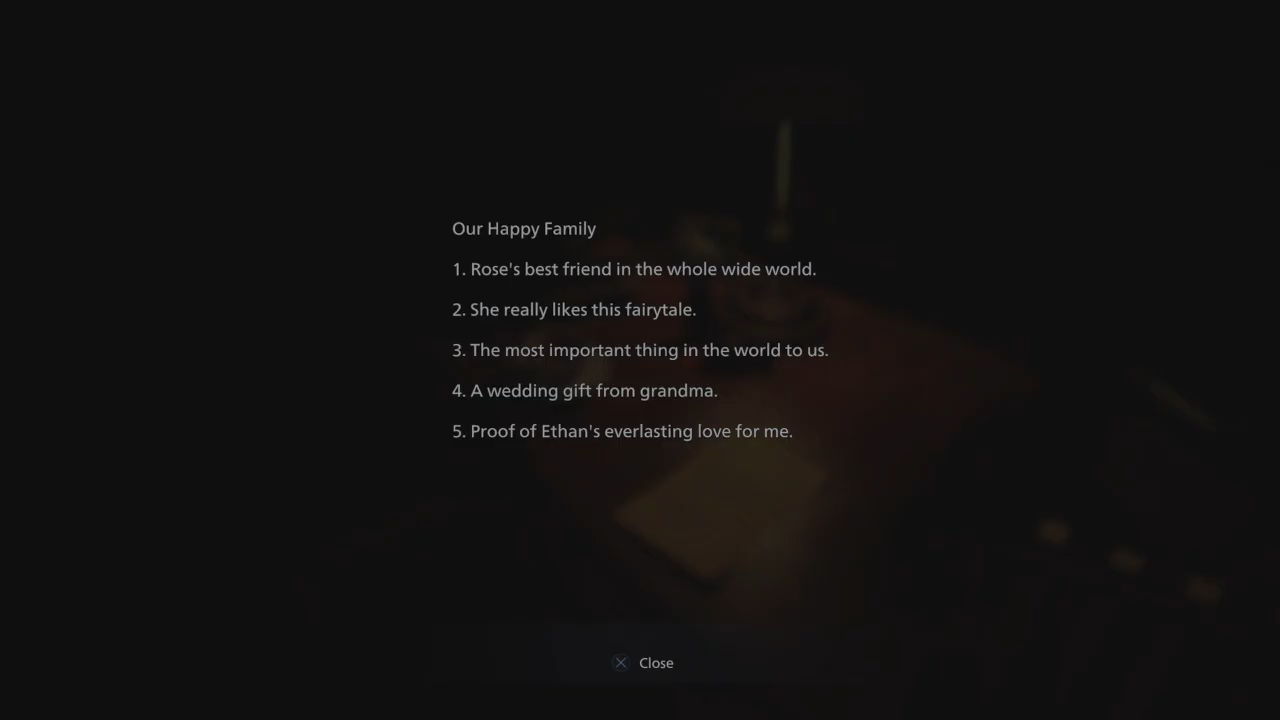 Our Happy Family
1. Rose's best friend in the whole wide world.
2. She really likes this fairytale.
3. The most important thing in the world to us.
4. A wedding gift from grandma.
5. Proof of Ethan's everlasting love for me.
Close